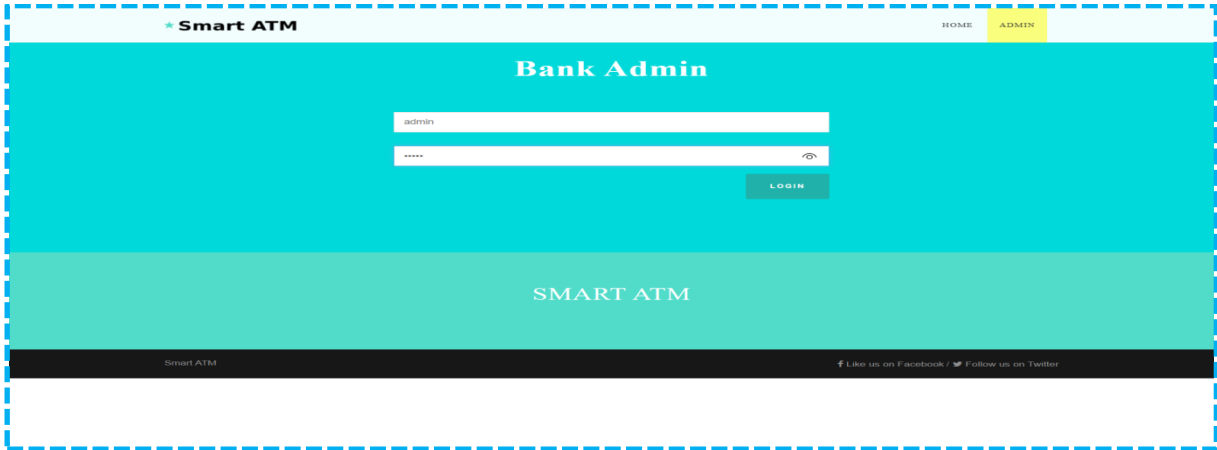 Smart ATM HOME ADMIN
Bank Admin
admin
•••••
LOGIN
SMART ATM
Smart ATM Like us on Facebook / Follow us on Twitter